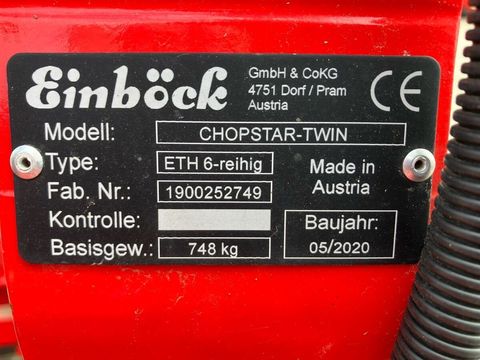 Einböck GmbH & CoKG
4751 Dorf / Pram
Austria
CE
Modell: CHOPSTAR-TWIN
Type: ETH 6-reihig
Fab. Nr.: 1900252749
Made in
Austria
Kontrolle:
Basisgew.: 748 kg
Baujahr:
05/2020